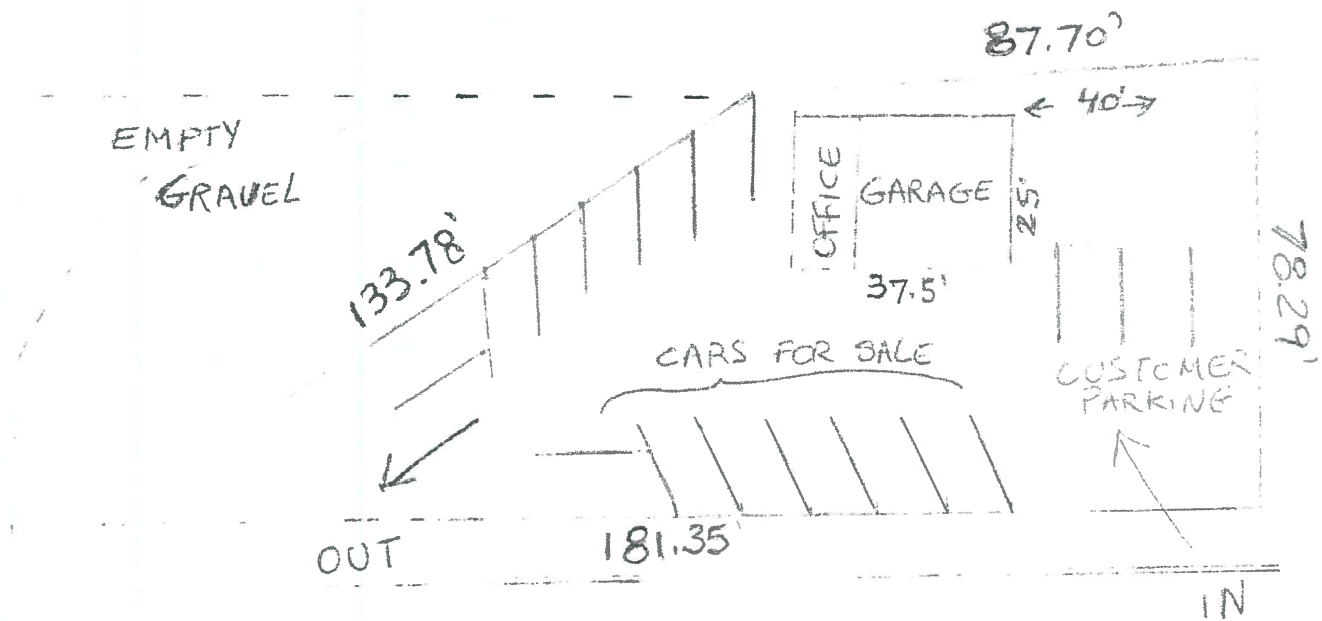 87.70'
← 40' →
EMPTY
GRAVEL
OFFICE
GARAGE
25'
133.78'
37.5'
78.29'
CARS FOR SALE
CUSTOMER
PARKING
OUT
181.35'
IN